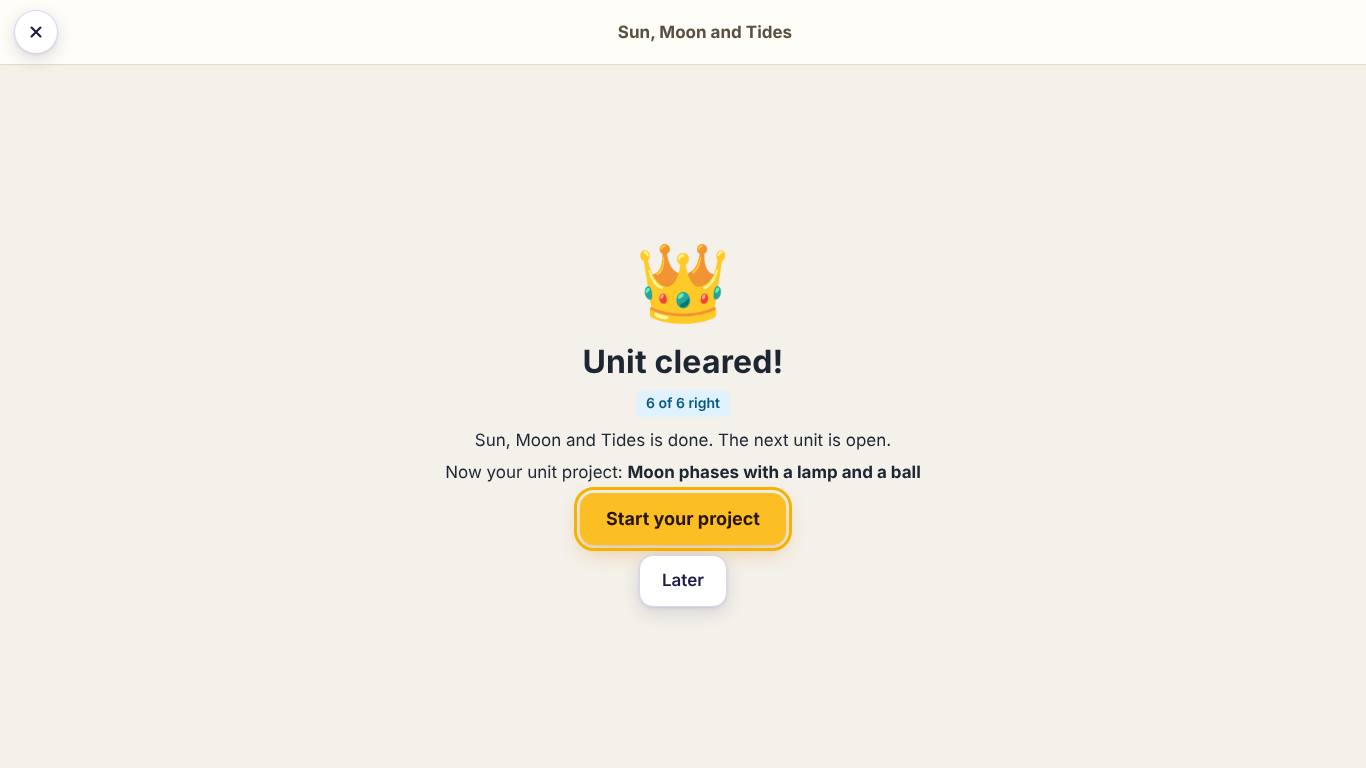 Sun, Moon and Tides
Unit cleared!
6 of 6 right
Sun, Moon and Tides is done. The next unit is open.
Now your unit project: Moon phases with a lamp and a ball
Start your project
Later